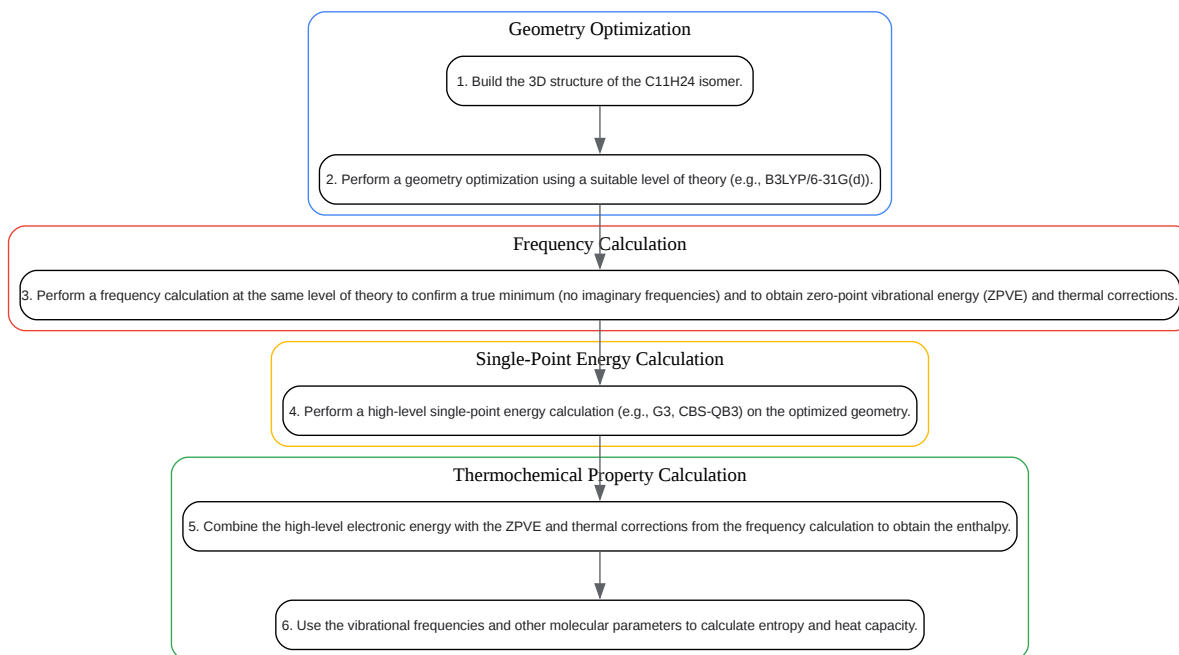 Geometry Optimization
1. Build the 3D structure of the C11H24 isomer.
2. Perform a geometry optimization using a suitable level of theory (e.g., B3LYP/6-31G(d)).
Frequency Calculation
3. Perform a frequency calculation at the same level of theory to confirm a true minimum (no imaginary frequencies) and to obtain zero-point vibrational energy (ZPVE) and thermal corrections.
Single-Point Energy Calculation
4. Perform a high-level single-point energy calculation (e.g., G3, CBS-QB3) on the optimized geometry.
Thermochemical Property Calculation
5. Combine the high-level electronic energy with the ZPVE and thermal corrections from the frequency calculation to obtain the enthalpy.
6. Use the vibrational frequencies and other molecular parameters to calculate entropy and heat capacity.